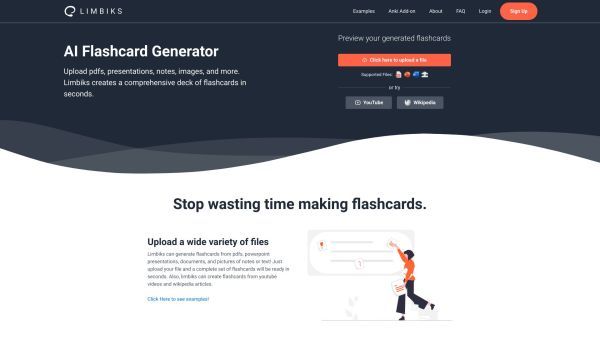 LIMBIKS
Examples
Anki Add-on
About
FAQ
Login
Sign Up
AI Flashcard Generator
Upload pdfs, presentations, notes, images, and more.
Limbiks creates a comprehensive deck of flashcards in
seconds.
Preview your generated flashcards
Click here to upload a file
Supported Files:
or try
YouTube
Wikipedia
Stop wasting time making flashcards.
Upload a wide variety of files
Limbiks can generate flashcards from pdfs, powerpoint
presentations, documents, and pictures of notes or text! Just
upload your file and a complete set of flashcards will be ready in
seconds. Also, limbiks can create flashcards from youtube
videos and wikipedia articles.
Click Here to see examples!